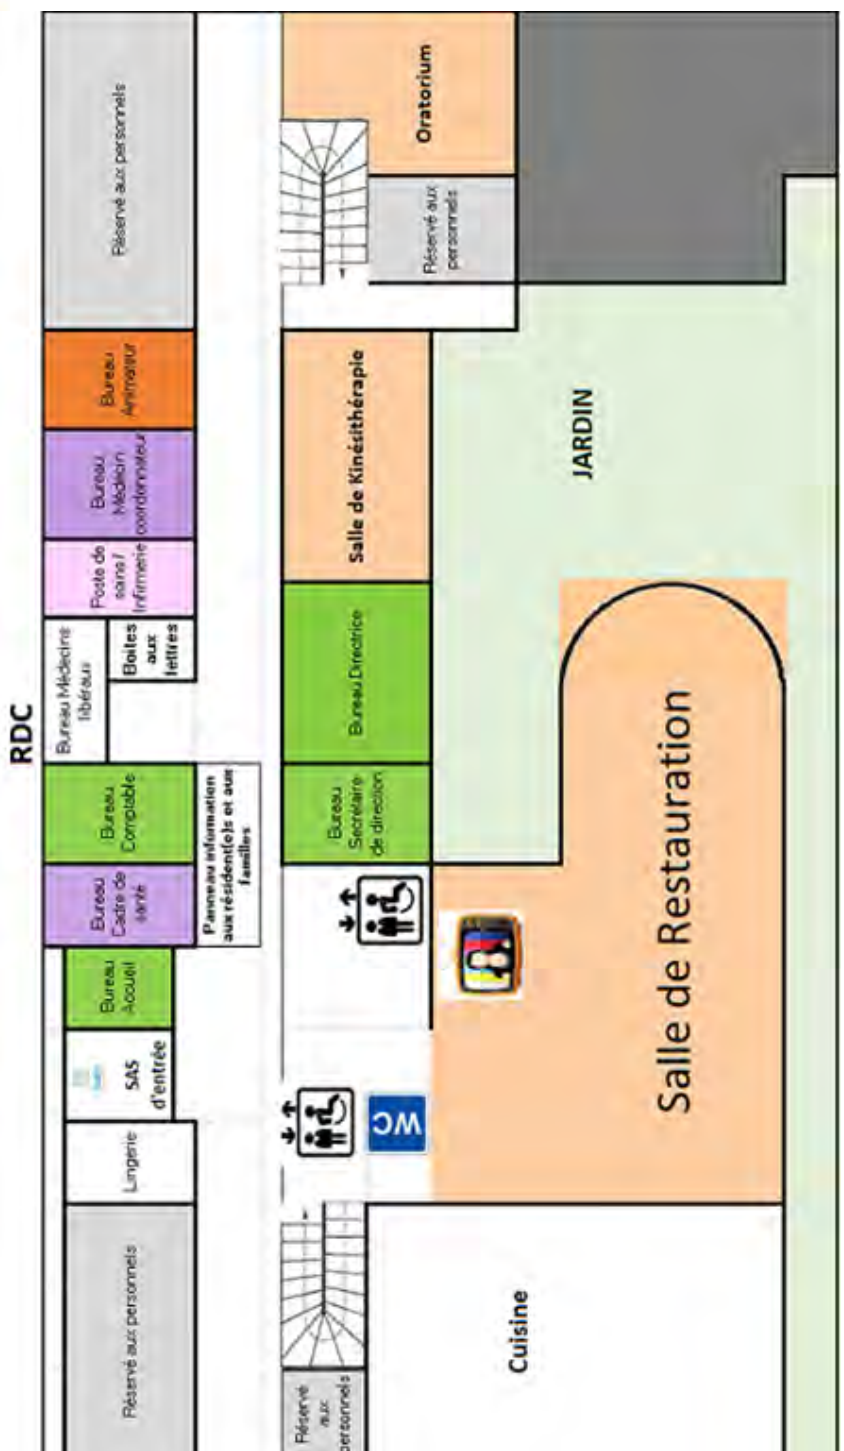 RDC
Réservé aux personnels
Bureau
Animateur
Bureau
Médecin
coordonnateur
Poste de
soins /
Infirmerie
Bureau Médecins
libéraux
Boites
aux
lettres
Bureau
Comptable
Bureau
Cadre de
santé
Panneau information
aux résident(e)s et aux
familles
Bureau
Accueil
SAS
d'entrée
Lingerie
Réservé aux personnels
Oratorium
Réservé aux
personnels
Salle de Kinésithérapie
Bureau Directrice
Bureau
Secrétaire
de direction
WC
Réservé
aux
personnels
JARDIN
Salle de Restauration
Cuisine